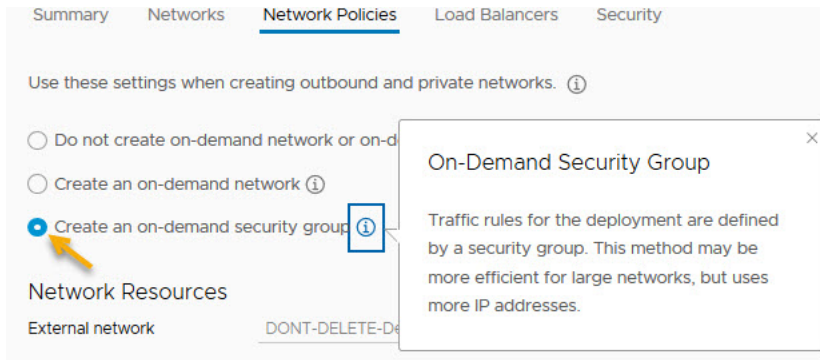 Summary Networks Network Policies Load Balancers Security
Use these settings when creating outbound and private networks.
Do not create on-demand network or on-d
Create an on-demand network
Create an on-demand security group
Network Resources
External network DONT-DELETE-De
On-Demand Security Group
Traffic rules for the deployment are defined
by a security group. This method may be
more efficient for large networks, but uses
more IP addresses.